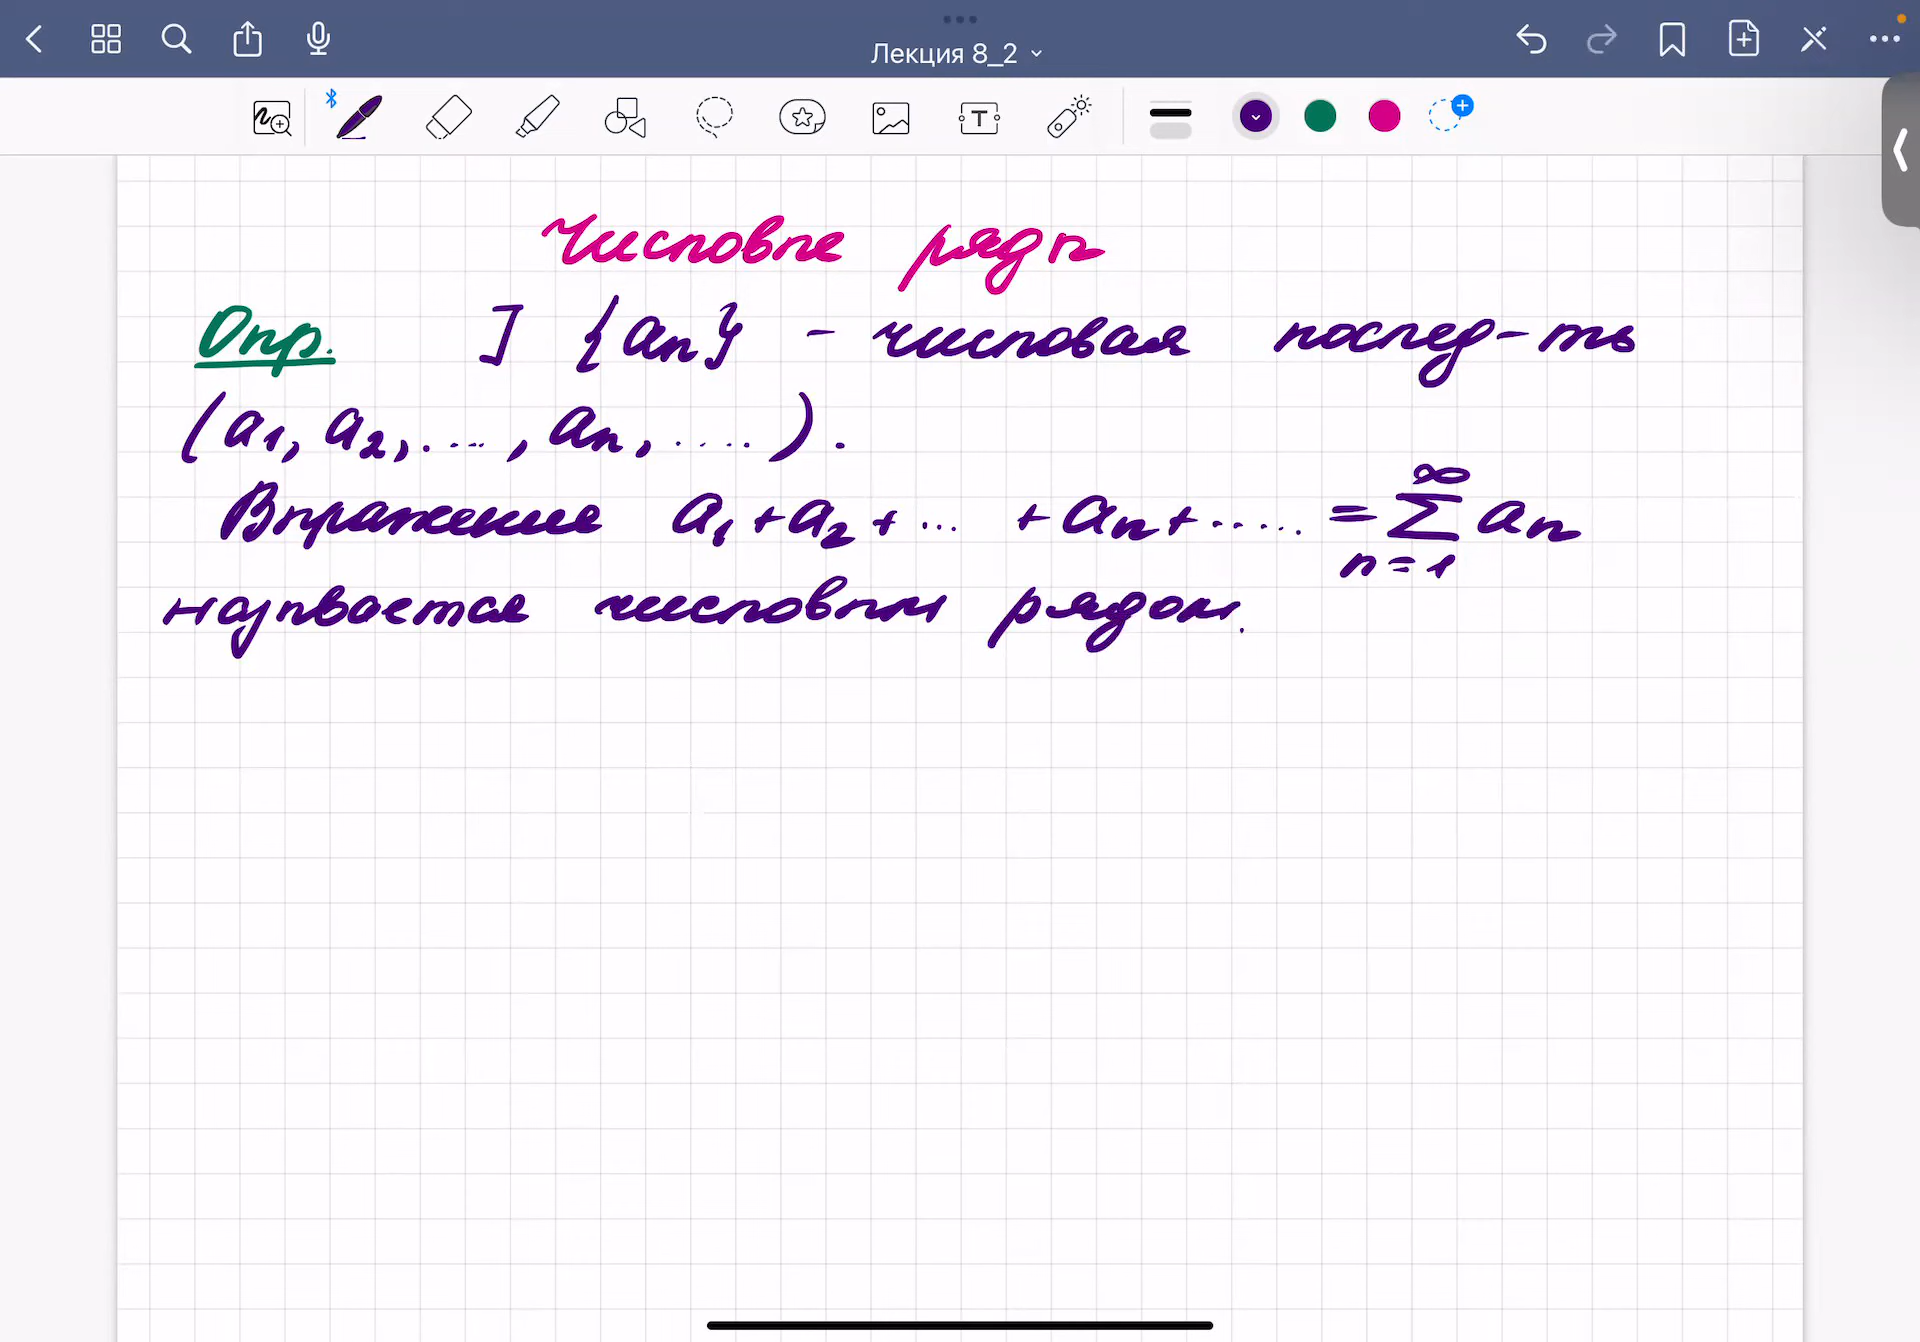 Лекция 8_2
Числовые ряды
Опр. ] {aₙ} - числовая послед-ть
(a₁, a₂, ...., aₙ, .....).
Выражение a₁+a₂+... +aₙ+..... = ∑ₙ₌₁^∞ aₙ
называется числовым рядом.